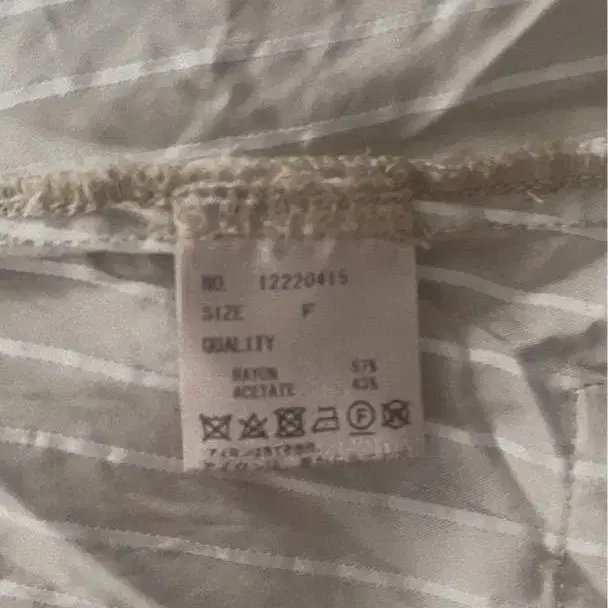 NO. 12220415
SIZE F
QUALITY
RAYON 57%
ACETATE 43%
F